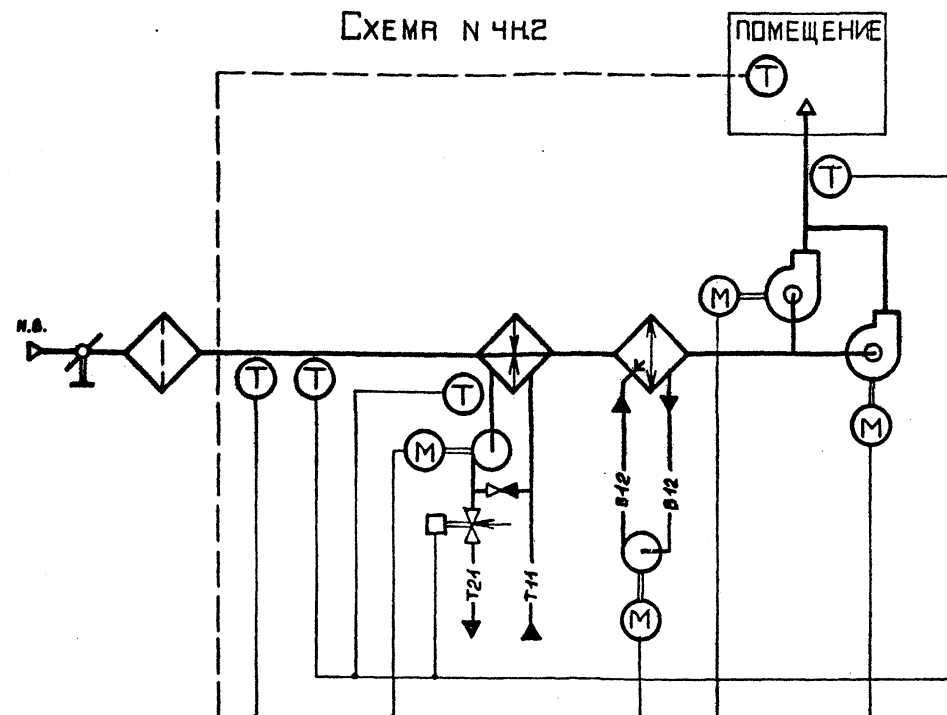 Схема N 4н.2
ПОМЕЩЕНИЕ
Т
Т
М
н.в.
Т
Т
Т
М
М
В12
В12
Т21
Т11
М